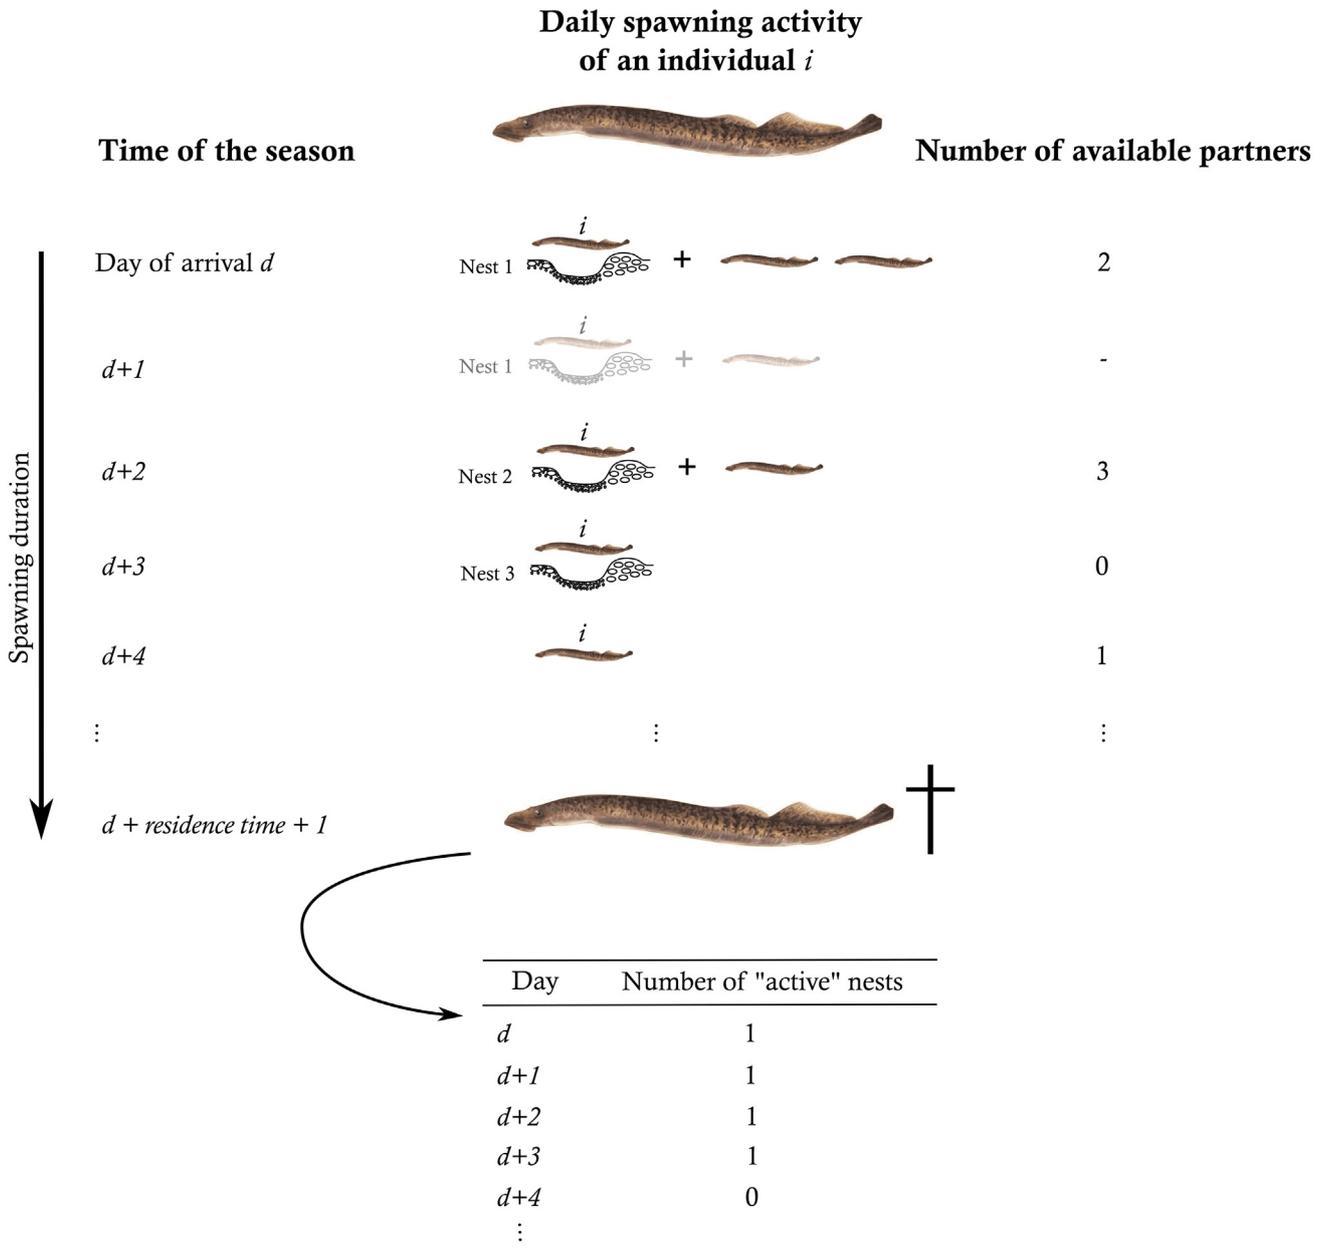 Daily spawning activity
of an individual i
Time of the season
Number of available partners
Spawning duration
Day of arrival d
i
Nest 1
+
2
d+1
i
Nest 1
+
-
d+2
i
Nest 2
+
3
d+3
i
Nest 3
0
d+4
i
1
⋮ ⋮ ⋮
d + residence time + 1
Day Number of "active" nests
d 1
d+1 1
d+2 1
d+3 1
d+4 0
⋮